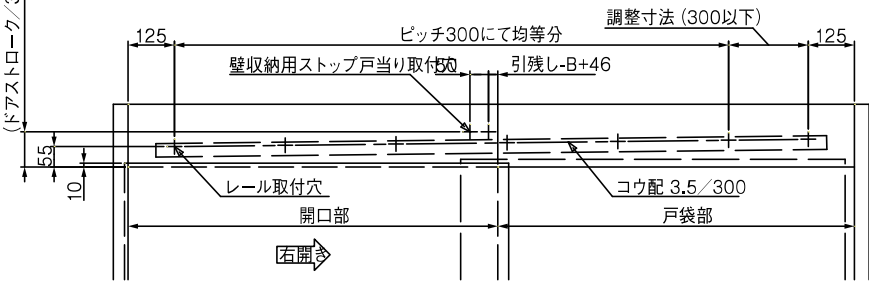 調整寸法 (300以下)
125
ピッチ300にて均等分
125
壁収納用ストップ戸当り取付穴
50
引残し-B+46
(ドアストローク/3
55
10
レール取付穴
コウ配 3.5/300
開口部
戸袋部
右開き